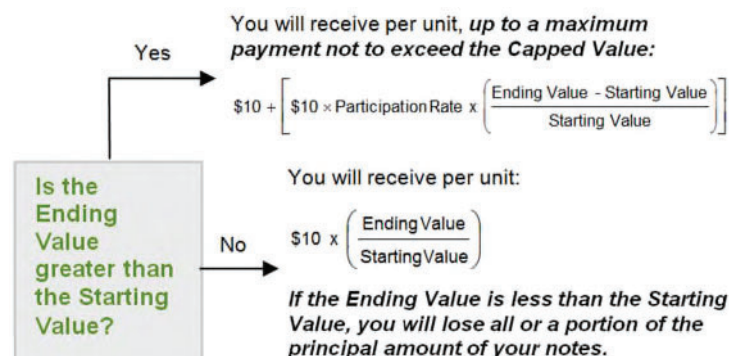 You will receive per unit, up to a maximum
payment not to exceed the Capped Value:
Yes
$10 + [ $10 × Participation Rate x ( Ending Value - Starting Value / Starting Value ) ]
Is the
Ending
Value
greater than
the Starting
Value?
No
You will receive per unit:
$10 x ( Ending Value / Starting Value )
If the Ending Value is less than the Starting
Value, you will lose all or a portion of the
principal amount of your notes.